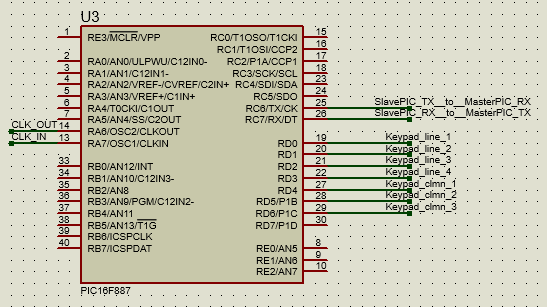 U3
1 RE3/MCLR/VPP
2 RA0/AN0/ULPWU/C12IN0-
3 RA1/AN1/C12IN1-
4 RA2/AN2/VREF-/CVREF/C2IN+
5 RA3/AN3/VREF+/C1IN+
6 RA4/T0CKI/C1OUT
7 RA5/AN4/SS/C2OUT
CLK_OUT 14 RA6/OSC2/CLKOUT
CLK_IN 13 RA7/OSC1/CLKIN
33 RB0/AN12/INT
34 RB1/AN10/C12IN3-
35 RB2/AN8
36 RB3/AN9/PGM/C12IN2-
37 RB4/AN11
38 RB5/AN13/T1G
39 RB6/ICSPCLK
40 RB7/ICSPDAT
RC0/T1OSO/T1CKI 15
RC1/T1OSI/CCP2 16
RC2/P1A/CCP1 17
RC3/SCK/SCL 18
RC4/SDI/SDA 23
RC5/SDO 24
RC6/TX/CK 25 SlavePIC_TX__to__MasterPIC_RX
RC7/RX/DT 26 SlavePIC_RX__to__MasterPIC_TX
RD0 19 Keypad_line_1
RD1 20 Keypad_line_2
RD2 21 Keypad_line_3
RD3 22 Keypad_line_4
RD4 27 Keypad_clmn_1
RD5/P1B 28 Keypad_clmn_2
RD6/P1C 29 Keypad_clmn_3
RD7/P1D 30
RE0/AN5 8
RE1/AN6 9
RE2/AN7 10
PIC16F887